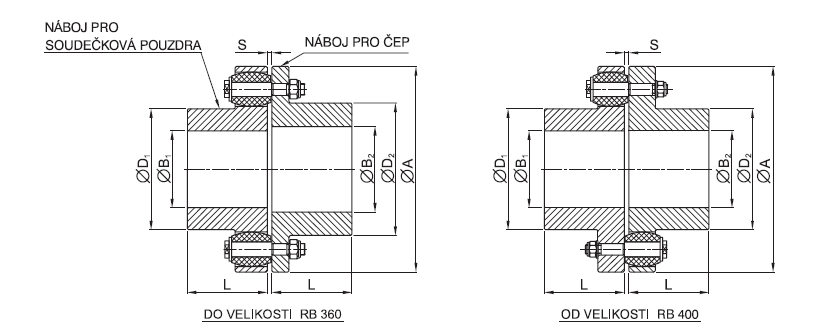 NÁBOJ PRO
SOUDEČKOVÁ POUZDRA
S
NÁBOJ PRO ČEP
ØD1
ØB1
ØB2
ØD2
ØA
L
L
DO VELIKOSTI RB 360
S
ØD1
ØB1
ØB2
ØD2
ØA
L
L
OD VELIKOSTI RB 400